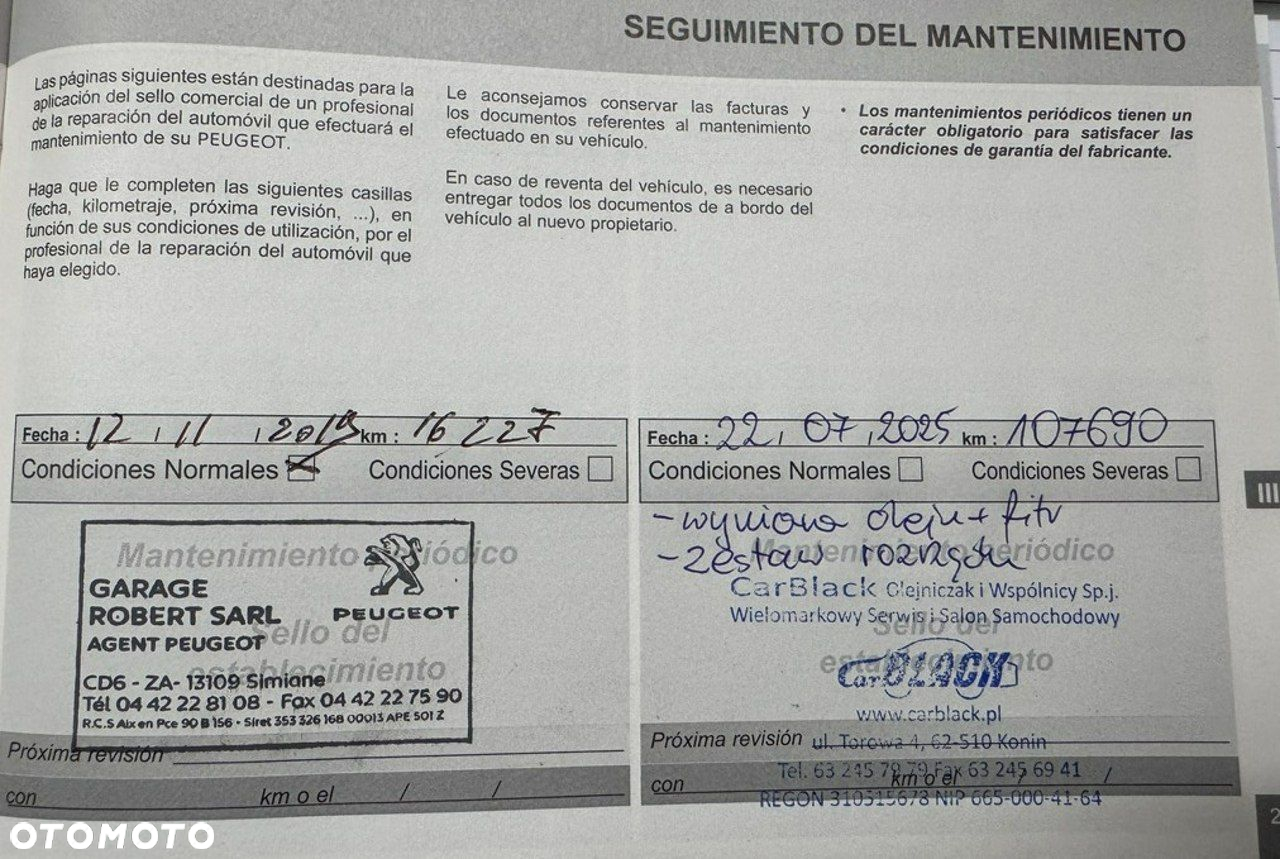 SEGUIMIENTO DEL MANTENIMIENTO
Las páginas siguientes están destinadas para la
aplicación del sello comercial de un profesional
de la reparación del automóvil que efectuará el
mantenimiento de su PEUGEOT.
Haga que le completen las siguientes casillas
(fecha, kilometraje, próxima revisión, ...), en
función de sus condiciones de utilización, por el
profesional de la reparación del automóvil que
haya elegido.
Le aconsejamos conservar las facturas y
los documentos referentes al mantenimiento
efectuado en su vehículo.
En caso de reventa del vehículo, es necesario
entregar todos los documentos de a bordo del
vehículo al nuevo propietario.
• Los mantenimientos periódicos tienen un
carácter obligatorio para satisfacer las
condiciones de garantía del fabricante.
Fecha : 12 / 11 / 2019 km : 16 227
Condiciones Normales Condiciones Severas
Mantenimiento periódico
GARAGE
ROBERT SARL PEUGEOT
AGENT PEUGEOT
Sello del
establecimiento
CD6 - ZA- 13109 Simiane
Tél 04 42 22 81 08 - Fax 04 42 22 75 90
R.C.S Aix en Pce 90 B 156 - Siret 353 326 168 00013 APE 501 Z
Próxima revisión
con km o el / /
Fecha : 22 / 07 / 2025 km : 107690
Condiciones Normales Condiciones Severas
- wymiana oleju + filtr
- zestaw rozrządu
Mantenimiento periódico
CarBlack Olejniczak i Wspólnicy Sp.j.
Wielomarkowy Serwis i Salon Samochodowy
Sello del
establecimiento
Car BLACK
www.carblack.pl
Próxima revisión ul. Torowa 4, 62-510 Konin
Tel. 63 245 79 79 Fax 63 245 69 41
con km o el / /
REGON 310515678 NIP 665-000-41-64
III
2
OTOMOTO